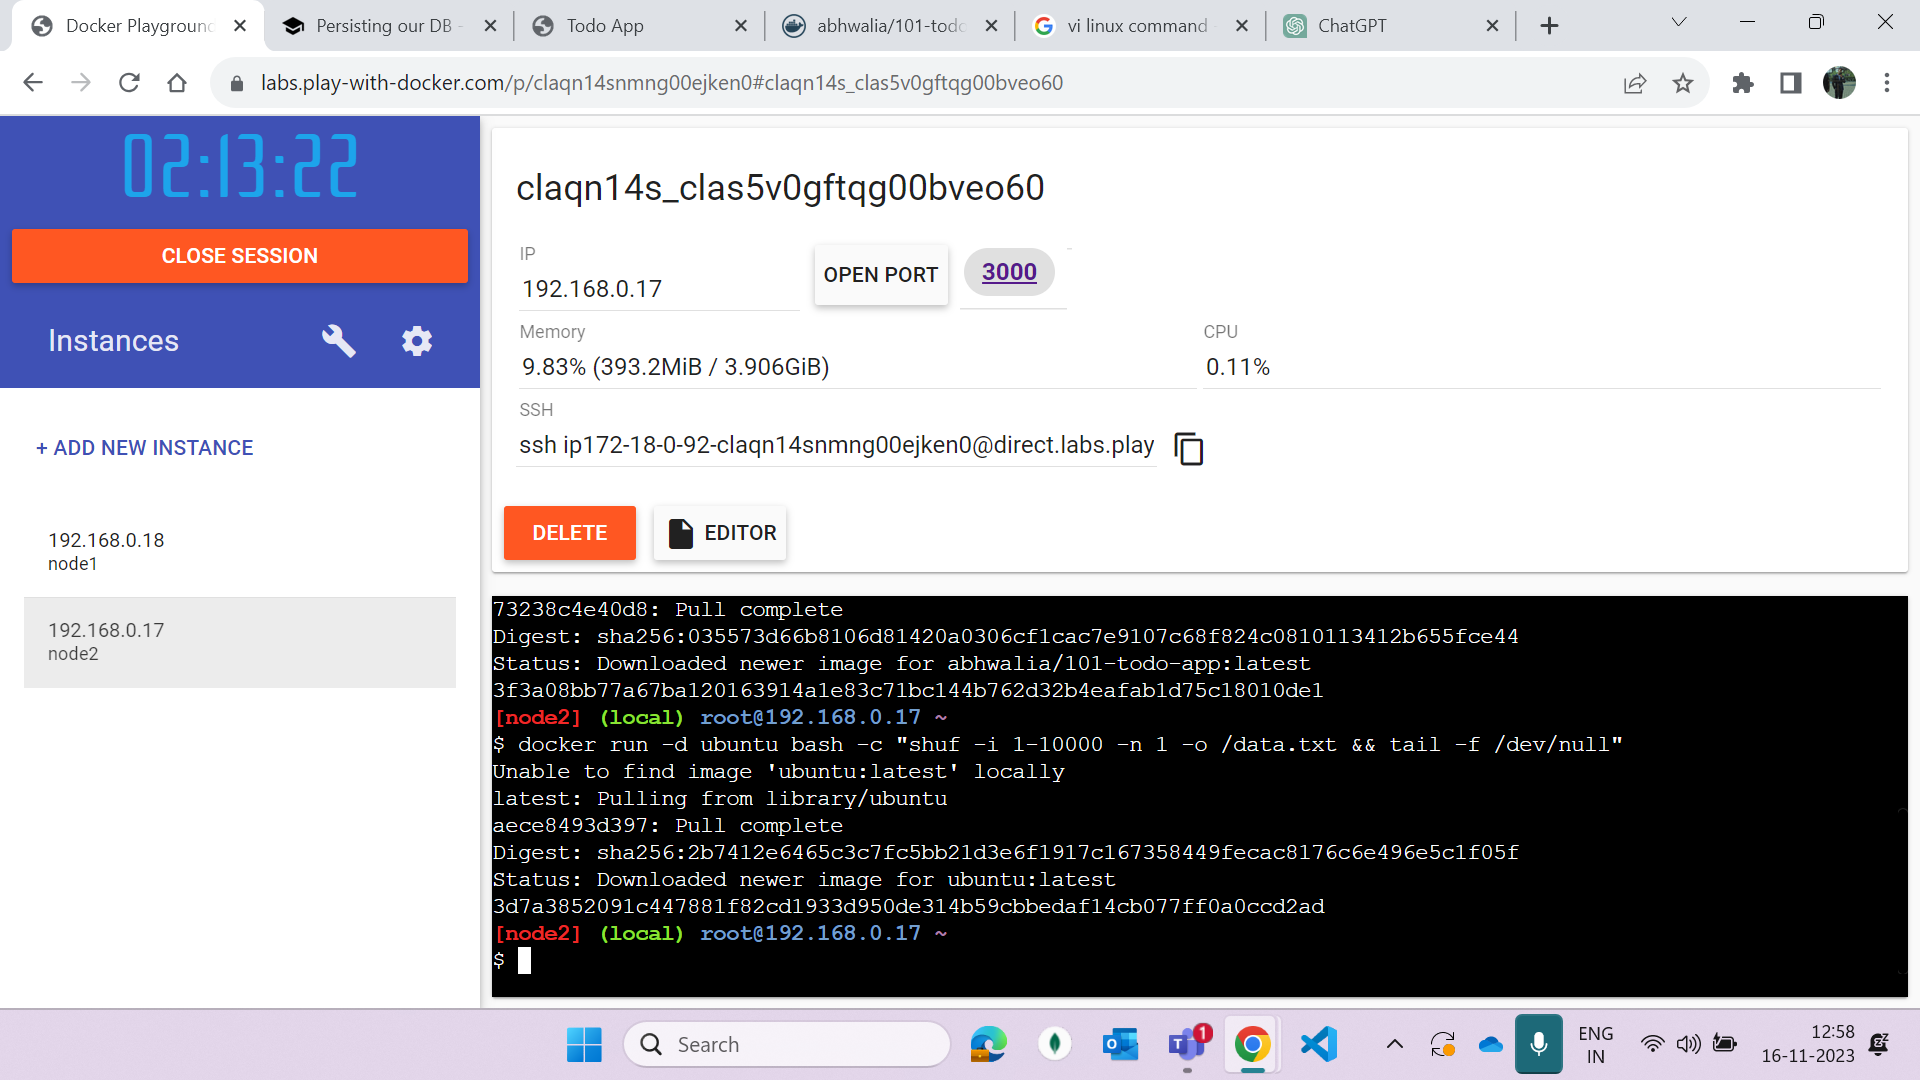 Docker Playground
Persisting our DB -
Todo App
abhwalia/101-todo
vi linux command
ChatGPT
labs.play-with-docker.com/p/claqn14snmng00ejken0#claqn14s_clas5v0gftqg00bveo60
02:13:22
CLOSE SESSION
Instances
+ ADD NEW INSTANCE
192.168.0.18
node1
192.168.0.17
node2
claqn14s_clas5v0gftqg00bveo60
IP
192.168.0.17
OPEN PORT
3000
Memory
9.83% (393.2MiB / 3.906GiB)
CPU
0.11%
SSH
ssh ip172-18-0-92-claqn14snmng00ejken0@direct.labs.play
DELETE
EDITOR
73238c4e40d8: Pull complete
Digest: sha256:035573d66b8106d81420a0306cf1cac7e9107c68f824c0810113412b655fce44
Status: Downloaded newer image for abhwalia/101-todo-app:latest
3f3a08bb77a67ba120163914a1e83c71bc144b762d32b4eafab1d75c18010de1
[node2] (local) root@192.168.0.17 ~
$ docker run -d ubuntu bash -c "shuf -i 1-10000 -n 1 -o /data.txt && tail -f /dev/null"
Unable to find image 'ubuntu:latest' locally
latest: Pulling from library/ubuntu
aece8493d397: Pull complete
Digest: sha256:2b7412e6465c3c7fc5bb21d3e6f1917c167358449fecac8176c6e496e5c1f05f
Status: Downloaded newer image for ubuntu:latest
3d7a3852091c447881f82cd1933d950de314b59cbbedaf14cb077ff0a0ccd2ad
[node2] (local) root@192.168.0.17 ~
$
Search
1
ENG
IN
12:58
16-11-2023